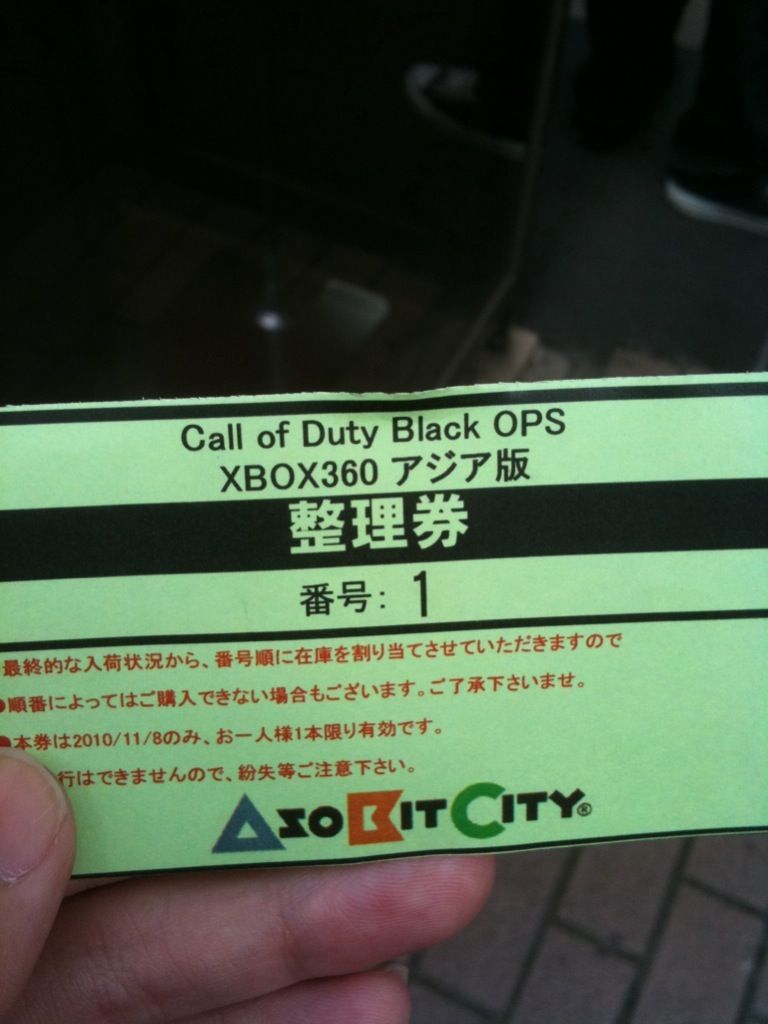 Call of Duty Black OPS
XBOX360 アジア版
整理券
番号: 1
最終的な入荷状況から、番号順に在庫を割り当てさせていただきますので
●順番によってはご購入できない場合もございます。ご了承下さいませ。
●本券は2010/11/8のみ、お一人様1本限り有効です。
行はできませんので、紛失等ご注意下さい。
ASOBITCITY®